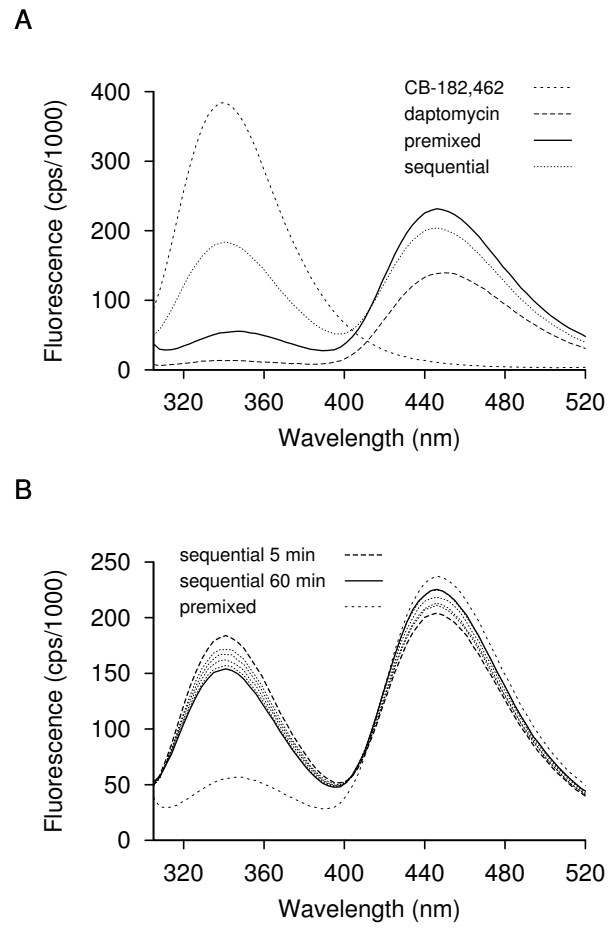 A
400
300
200
100
0
Fluorescence (cps/1000)
CB-182,462
daptomycin
premixed
sequential
320 360 400 440 480 520
Wavelength (nm)
B
250
200
150
100
50
0
Fluorescence (cps/1000)
sequential 5 min
sequential 60 min
premixed
320 360 400 440 480 520
Wavelength (nm)